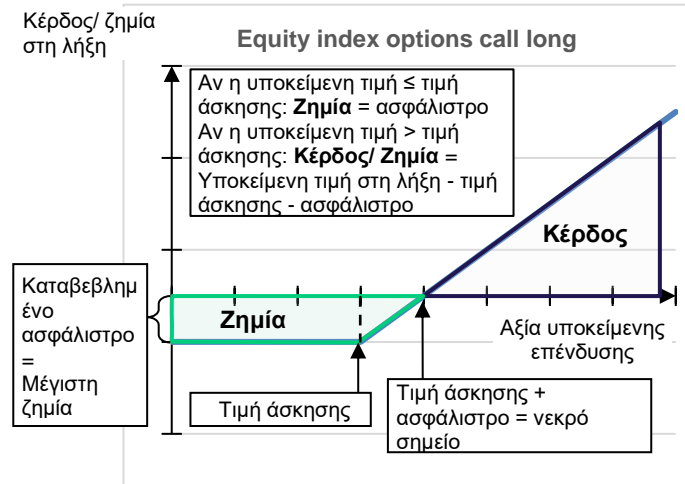 Κέρδος/ ζημία
στη λήξη
Equity index options call long
Αν η υποκείμενη τιμή ≤ τιμή
άσκησης: Ζημία = ασφάλιστρο
Αν η υποκείμενη τιμή > τιμή
άσκησης: Κέρδος/ Ζημία =
Υποκείμενη τιμή στη λήξη - τιμή
άσκησης - ασφάλιστρο
Κέρδος
Καταβεβλημ
ένο
ασφάλιστρο
=
Μέγιστη
ζημία
Ζημία
Αξία υποκείμενης
επένδυσης
Τιμή άσκησης
Τιμή άσκησης +
ασφάλιστρο = νεκρό
σημείο